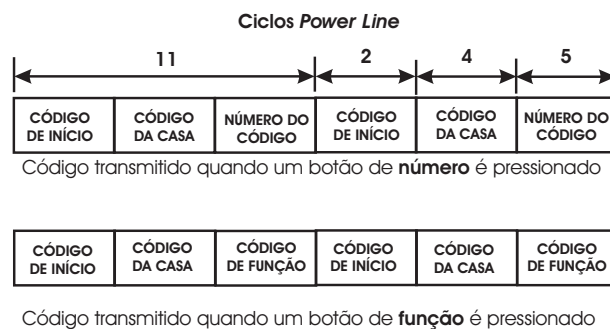 Ciclos Power Line
11 2 4 5
CÓDIGO DE INÍCIO CÓDIGO DA CASA NÚMERO DO CÓDIGO CÓDIGO DE INÍCIO CÓDIGO DA CASA NÚMERO DO CÓDIGO
Código transmitido quando um botão de número é pressionado
CÓDIGO DE INÍCIO CÓDIGO DA CASA CÓDIGO DE FUNÇÃO CÓDIGO DE INÍCIO CÓDIGO DA CASA CÓDIGO DE FUNÇÃO
Código transmitido quando um botão de função é pressionado